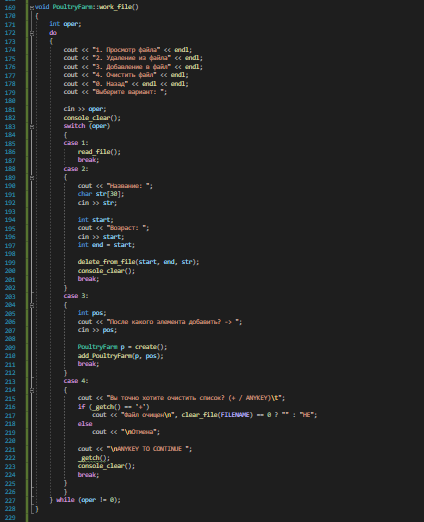 169 void PoultryFarm::work_file()
170 {
171 int oper;
172 do
173 {
174 cout << "1. Просмотр файла" << endl;
175 cout << "2. Удаление из файла" << endl;
176 cout << "3. Добавление в файл" << endl;
177 cout << "4. Очистить файл" << endl;
178 cout << "0. Назад" << endl << endl;
179 cout << "Выберите вариант: ";
180
181 cin >> oper;
182 console_clear();
183 switch (oper)
184 {
185 case 1:
186 read_file();
187 break;
188 case 2:
189 {
190 cout << "Название: ";
191 char str[30];
192 cin >> str;
193
194 int start;
195 cout << "Возраст: ";
196 cin >> start;
197 int end = start;
198
199 delete_from_file(start, end, str);
200 console_clear();
201 break;
202 }
203 case 3:
204 {
205 int pos;
206 cout << "После какого элемента добавить? -> ";
207 cin >> pos;
208
209 PoultryFarm p = create();
210 add_PoultryFarm(p, pos);
211 break;
212 }
213 case 4:
214 {
215 cout << "Вы точно хотите очистить список? (+ / ANYKEY)\t";
216 if (_getch() == '+')
217 cout << "Файл очищен\n", clear_file(FILENAME) == 0 ? "" : "НЕ";
218 else
219 cout << "\nОтмена";
220
221 cout << "\nANYKEY TO CONTINUE ";
222 _getch();
223 console_clear();
224 break;
225 }
226 }
227 } while (oper != 0);
228 }
229